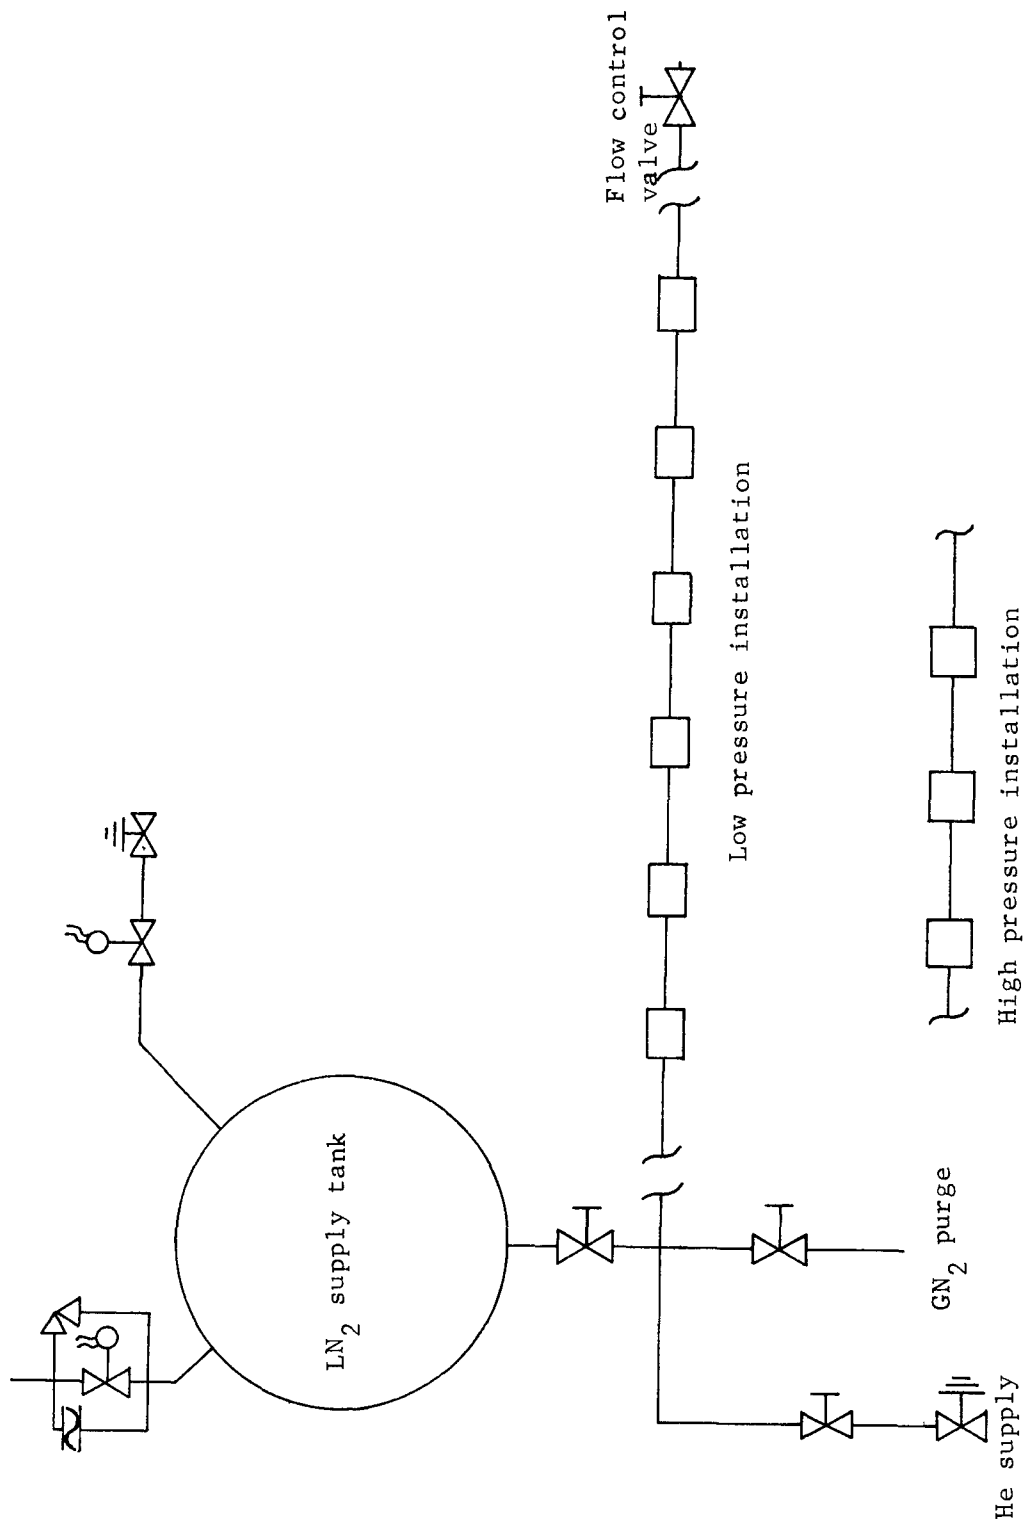 Flow control
valve
LN2 supply tank
Low pressure installation
GN2 purge
High pressure installation
He supply